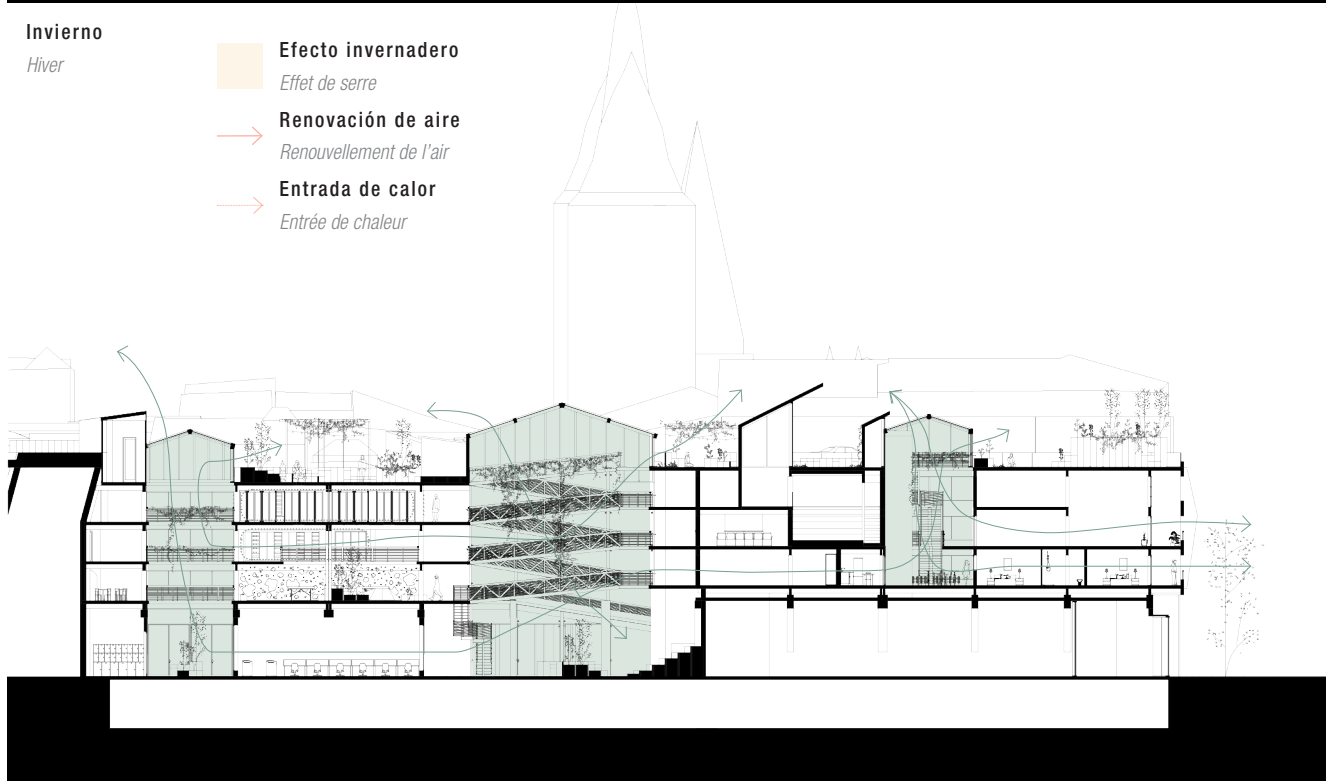 Invierno
Hiver
Efecto invernadero
Effet de serre
Renovación de aire
Renouvellement de l'air
Entrada de calor
Entrée de chaleur